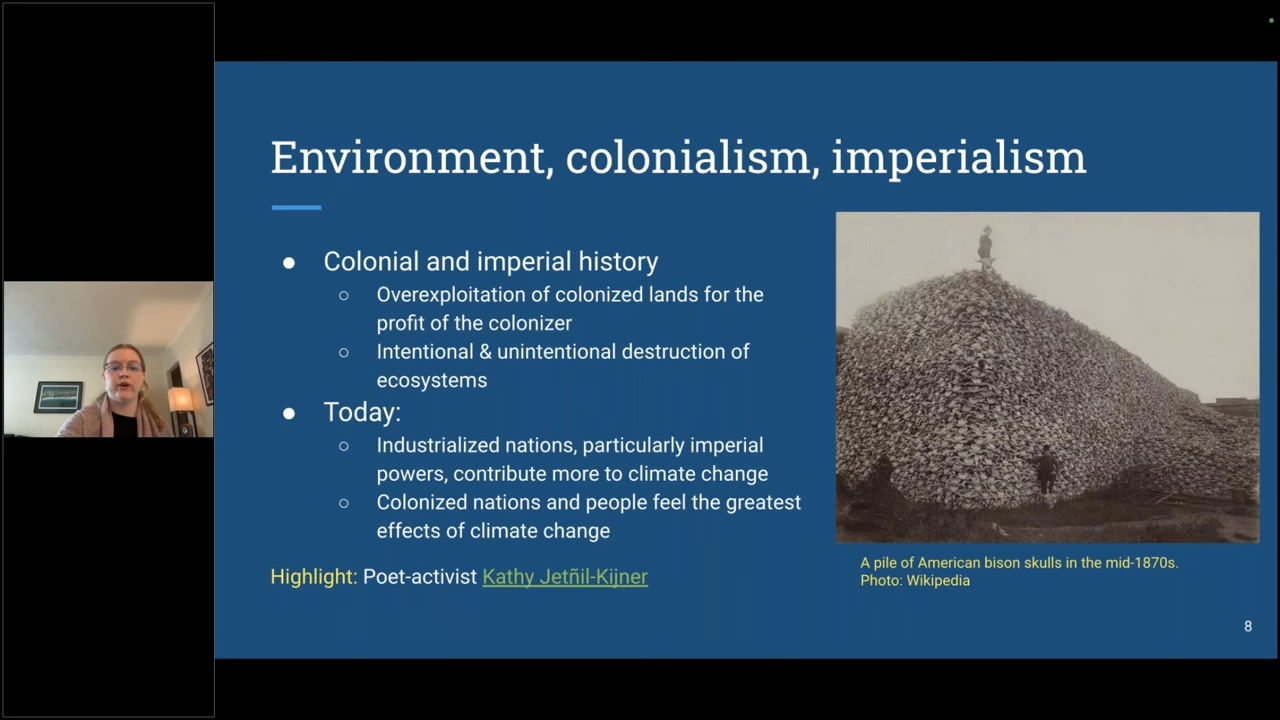 Environment, colonialism, imperialism
● Colonial and imperial history
○ Overexploitation of colonized lands for the
profit of the colonizer
○ Intentional & unintentional destruction of
ecosystems
● Today:
○ Industrialized nations, particularly imperial
powers, contribute more to climate change
○ Colonized nations and people feel the greatest
effects of climate change
Highlight: Poet-activist Kathy Jetñil-Kijner
A pile of American bison skulls in the mid-1870s.
Photo: Wikipedia
8